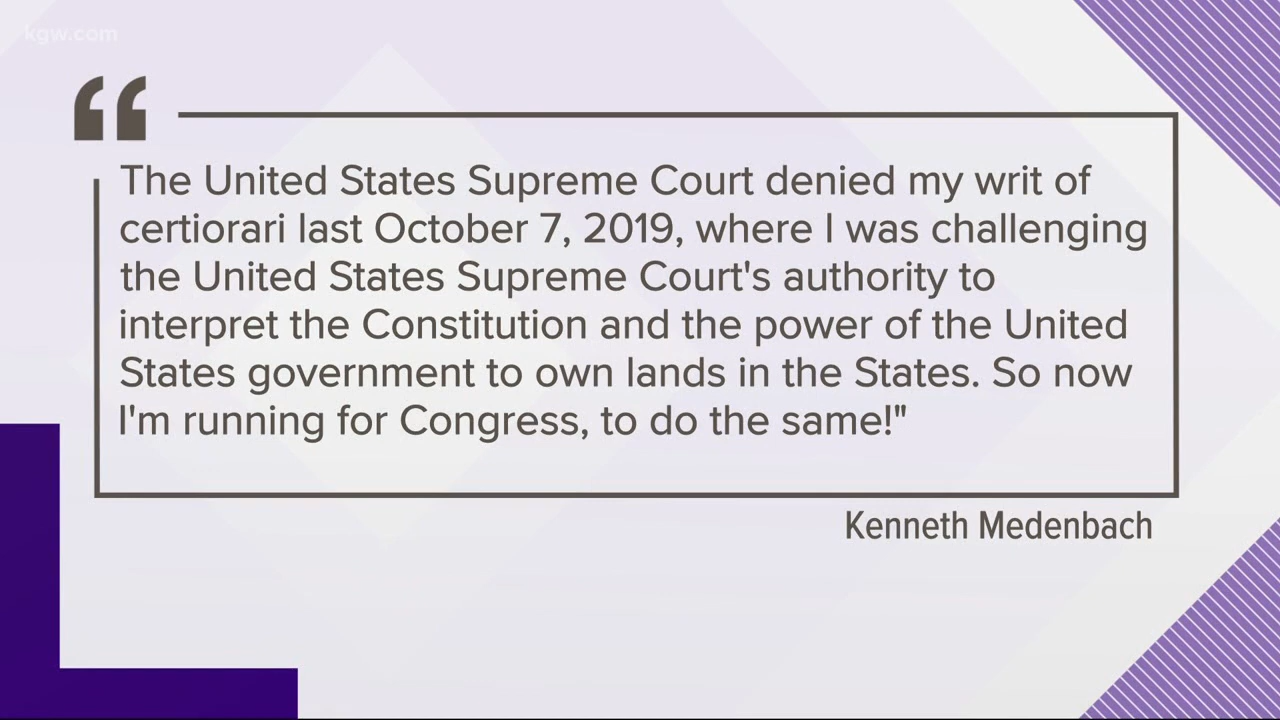 kgw.com
“
The United States Supreme Court denied my writ of
certiorari last October 7, 2019, where I was challenging
the United States Supreme Court's authority to
interpret the Constitution and the power of the United
States government to own lands in the States. So now
I'm running for Congress, to do the same!"
Kenneth Medenbach